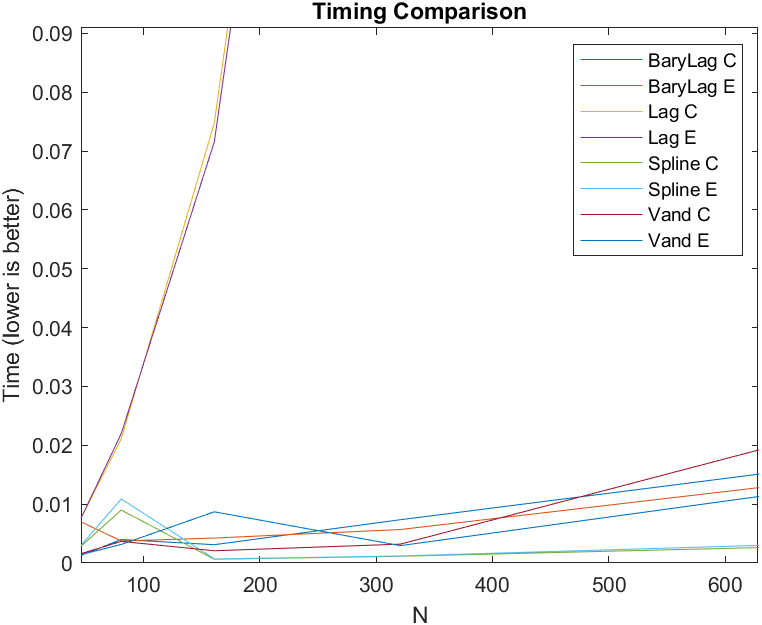 Timing Comparison
0.09
0.08
0.07
0.06
0.05
0.04
0.03
0.02
0.01
0
Time (lower is better)
BaryLag C
BaryLag E
Lag C
Lag E
Spline C
Spline E
Vand C
Vand E
100 200 300 400 500 600
N